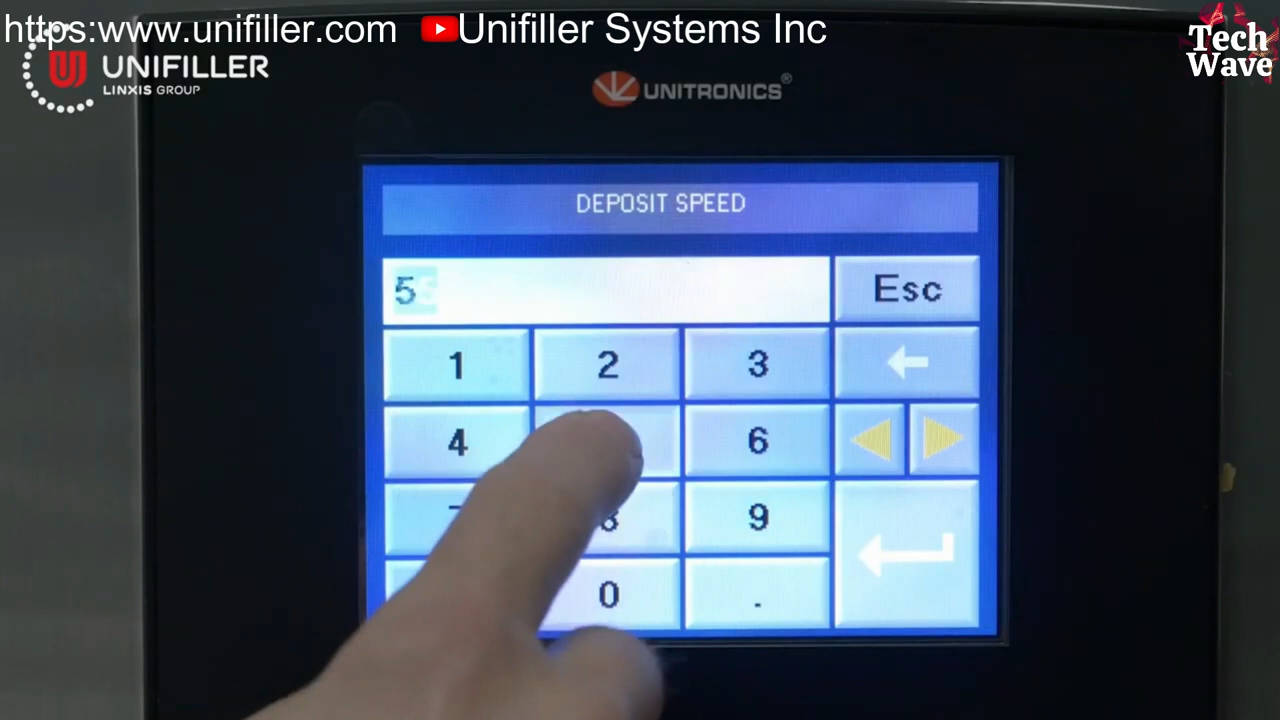 https:www.unifiller.com Unifiller Systems Inc
Tech
Wave
UNIFILLER
LINXIS GROUP
UNITRONICS®
DEPOSIT SPEED
5
Esc
1 2 3
4 6
8 9
0 .